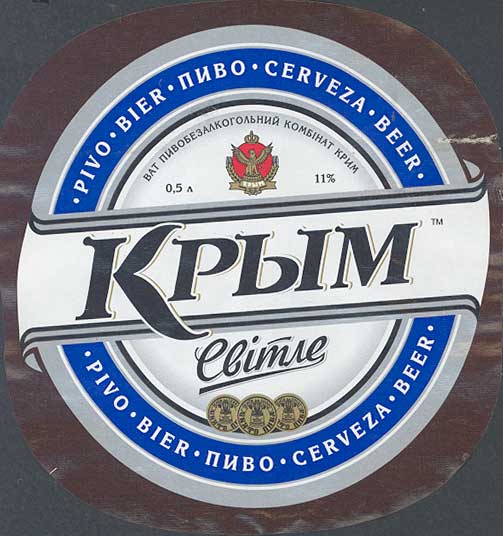 · PIVO · BIER · ПИВО · CERVEZA · BEER ·
ВАТ ПИВОБЕЗАЛКОГОЛЬНИЙ КОМБІНАТ КРИМ
0,5 л 11%
КРЫМ ™
Світле
· PIVO · BIER · ПИВО · CERVEZA · BEER ·